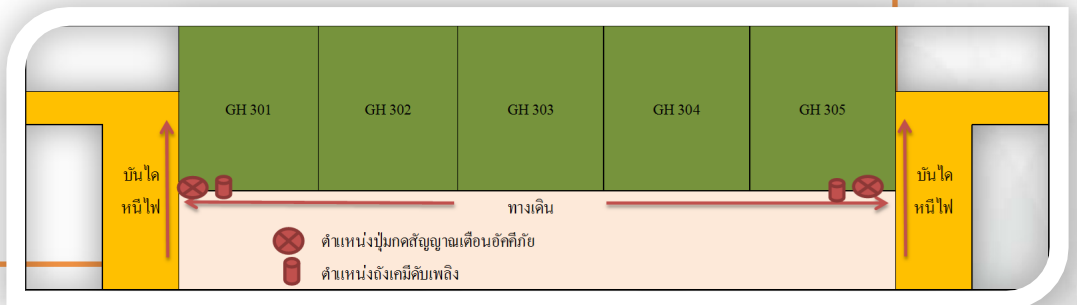 GH 301
GH 302
GH 303
GH 304
GH 305
บันได
หนีไฟ
บันได
หนีไฟ
ทางเดิน
ตำแหน่งปุ่มกดสัญญาณเตือนอัคคีภัย
ตำแหน่งถังเคมีดับเพลิง